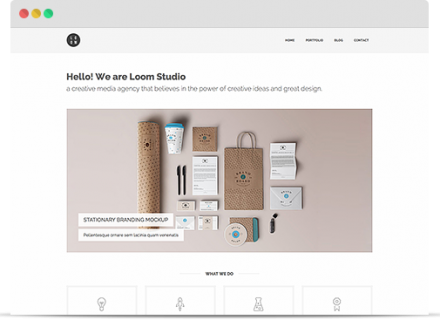 HOME PORTFOLIO BLOG CONTACT
Hello! We are Loom Studio
a creative media agency that believes in the power of creative ideas and great design.
STATIONARY BRANDING MOCKUP
Pellentesque ornare sem lacinia quam venenatis
WHAT WE DO